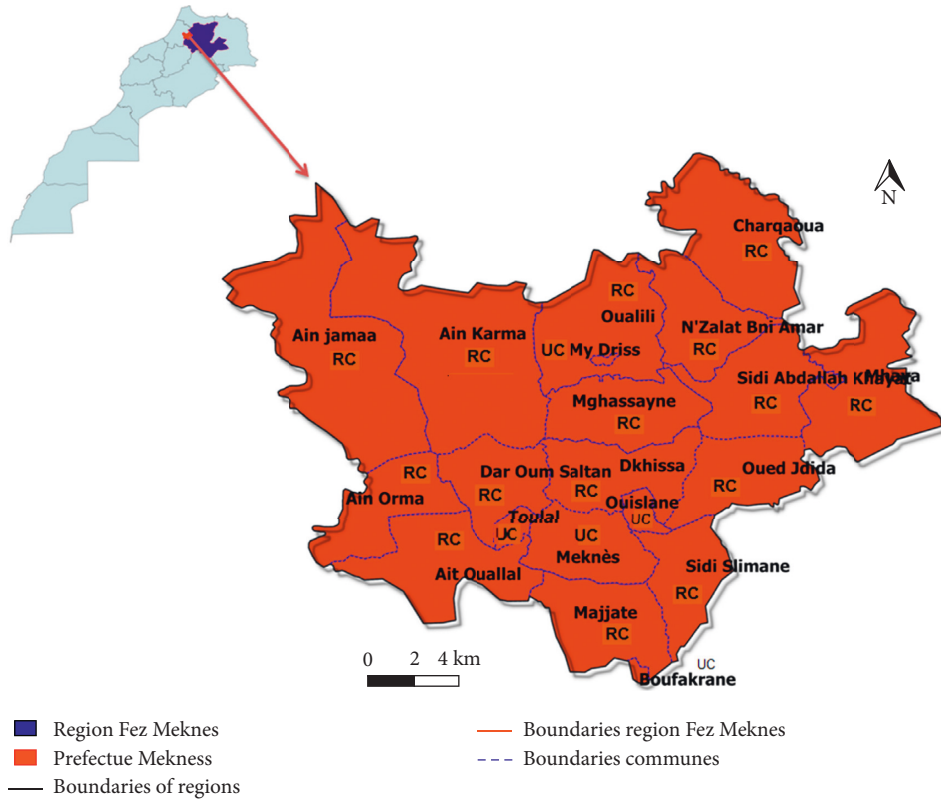 N
Charqaoua
RC
RC
Oualili
N'Zalat Bni Amar
RC
Ain jamaa
RC
Ain Karma
RC
UC My Driss
Sidi Abdallah Khayat
Mhaya
RC
RC
Mghassayne
RC
Dkhissa
Oued Jdida
RC
Dar Oum Saltan
RC
RC
RC
Ain Orma
Ouislane
UC
Toulal
UC
UC
Meknès
RC
Ait Ouallal
Sidi Slimane
RC
Majjate
RC
UC
Boufakrane
0 2 4 km
Region Fez Meknes
Prefectue Mekness
Boundaries of regions
Boundaries region Fez Meknes
Boundaries communes